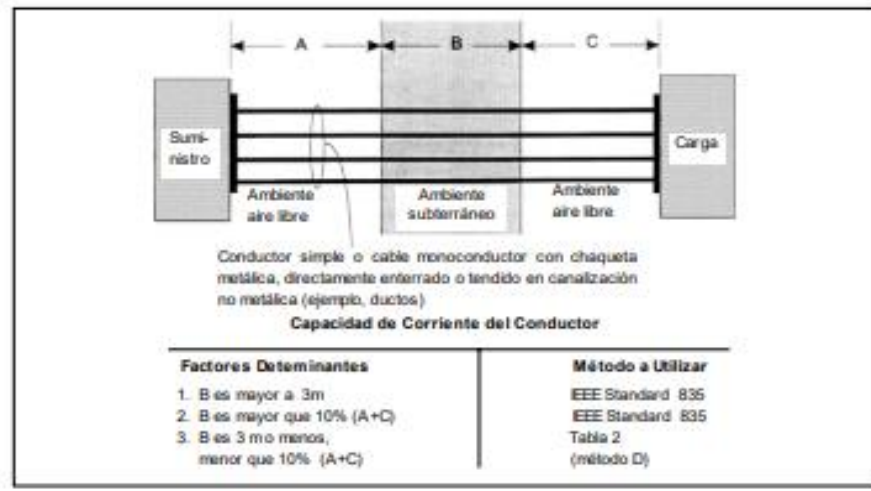 A B C
Sumi-
nistro
Carga
Ambiente
aire libre
Ambiente
subterráneo
Ambiente
aire libre
Conductor simple o cable monoconductor con chaqueta
metálica, directamente enterrado o tendido en canalización
no metálica (ejemplo, ductos)
Capacidad de Corriente del Conductor
Factores Deteminantes Método a Utilizar
1. B es mayor a 3m IEEE Standard 835
2. B es mayor que 10% (A+C) IEEE Standard 835
3. B es 3 m o menos, Tabla 2
menor que 10% (A+C) (método D)